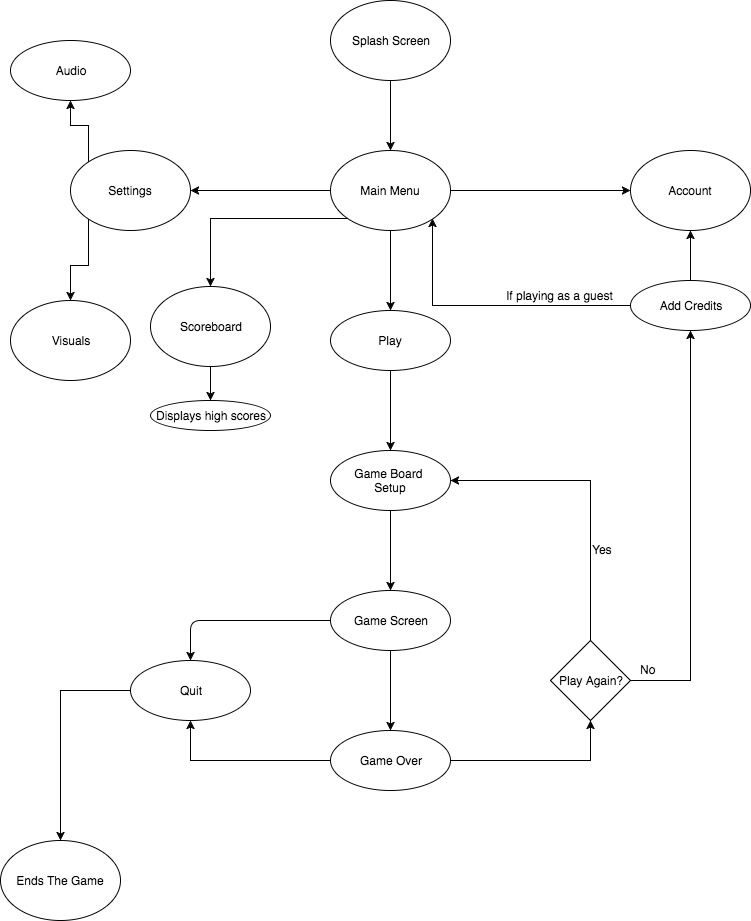 Splash Screen
Audio
Settings
Main Menu
Account
If playing as a guest
Add Credits
Scoreboard
Visuals
Play
Displays high scores
Game Board
Setup
Yes
Game Screen
No
Play Again?
Quit
Game Over
Ends The Game